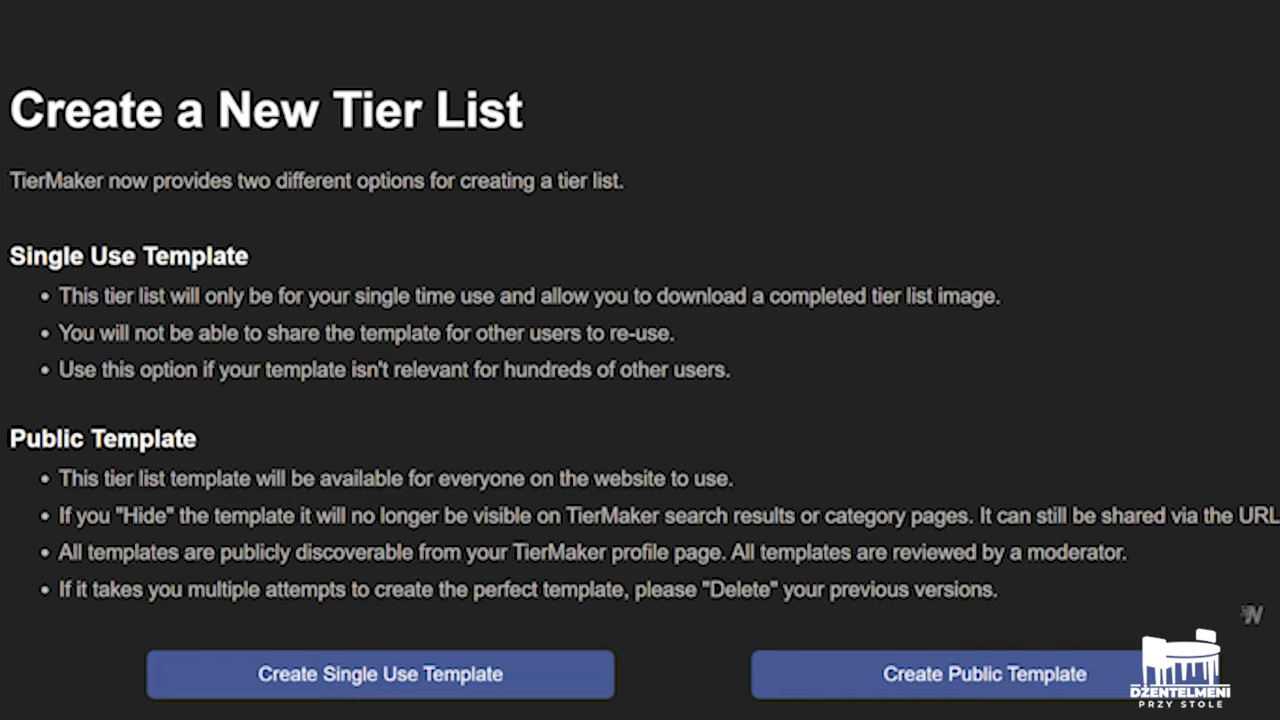 Create a New Tier List
TierMaker now provides two different options for creating a tier list.
Single Use Template
• This tier list will only be for your single time use and allow you to download a completed tier list image.
• You will not be able to share the template for other users to re-use.
• Use this option if your template isn't relevant for hundreds of other users.
Public Template
• This tier list template will be available for everyone on the website to use.
• If you "Hide" the template it will no longer be visible on TierMaker search results or category pages. It can still be shared via the URL
• All templates are publicly discoverable from your TierMaker profile page. All templates are reviewed by a moderator.
• If it takes you multiple attempts to create the perfect template, please "Delete" your previous versions.
Create Single Use Template
Create Public Template
DŻENTELMENI
PRZY STOLE